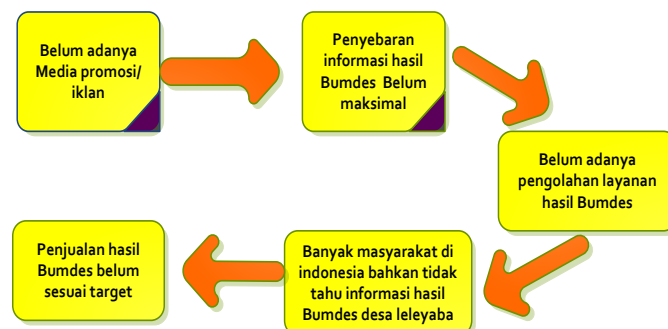 Belum adanya
Media promosi/
iklan
Penyebaran
informasi hasil
Bumdes Belum
maksimal
Belum adanya
pengolahan layanan
hasil Bumdes
Banyak masyarakat di
indonesia bahkan tidak
tahu informasi hasil
Bumdes desa leleyaba
Penjualan hasil
Bumdes belum
sesuai target